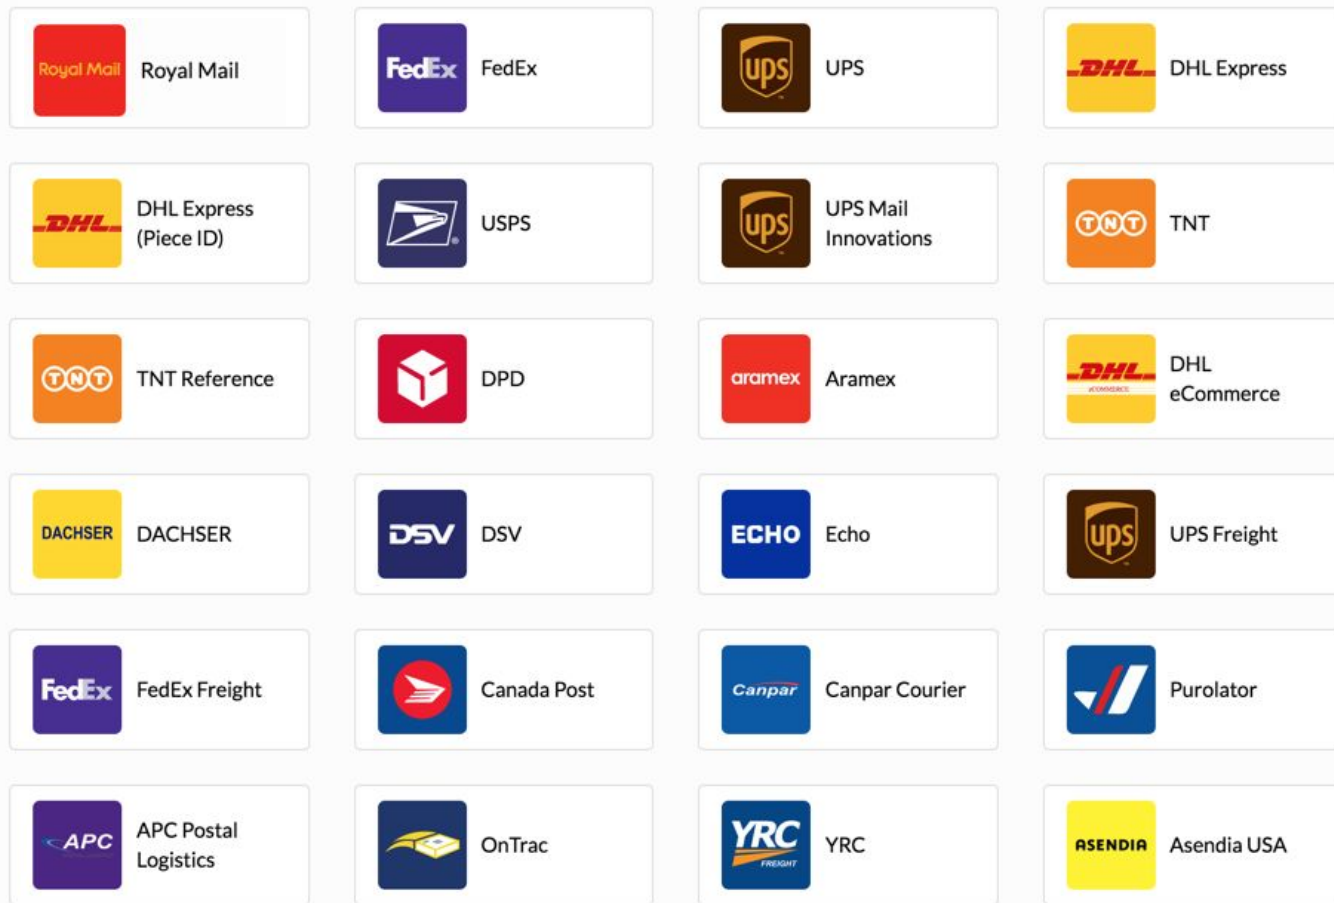 Royal Mail Royal Mail
FedEx FedEx
ups UPS
DHL DHL Express
DHL DHL Express
(Piece ID)
USPS
ups UPS Mail
Innovations
TNT TNT
TNT TNT Reference
DPD
aramex Aramex
DHL DHL
eCOMMERCE eCommerce
DACHSER DACHSER
DSV DSV
ECHO Echo
ups UPS Freight
FedEx FedEx Freight
Canada Post
Canpar Canpar Courier
Purolator
APC APC Postal
Logistics
OnTrac
YRC YRC
FREIGHT
ASENDIA Asendia USA